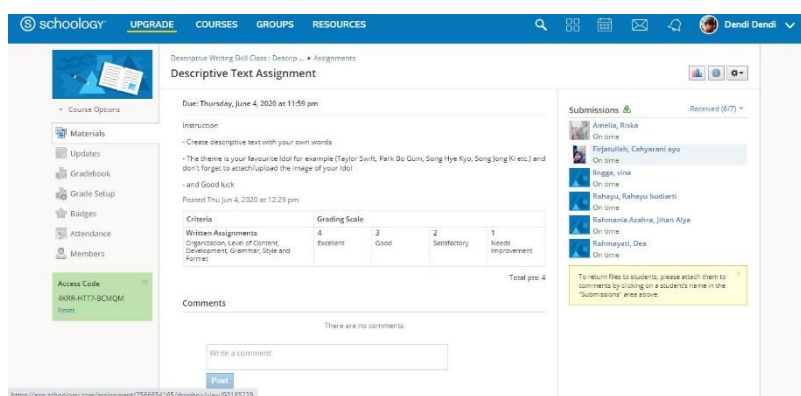 schoology
UPGRADE COURSES GROUPS RESOURCES
Dendi Dendi
Descriptive Writing Skill Class : Descrip ... • Assignments
Descriptive Text Assignment
Course Options
Materials
Updates
Gradebook
Grade Setup
Badges
Attendance
Members
Access Code
4KRR-HTT7-BCMQM
Reset
Due: Thursday, June 4, 2020 at 11:59 pm
Instruction
- Create descriptive text with your own words
- The theme is your favourite Idol for example (Taylor Swift, Park Bo Gum, Song Hye Kyo, Song Jong Ki etc.) and
don't forget to attach/upload the image of your Idol
- and Good luck
Posted Thu Jun 4, 2020 at 12:29 pm
Criteria Grading Scale
Written Assignments 4 3 2 1
Organization, Level of Content, Excellent Good Satisfactory Needs
Development, Grammar, Style and Improvement
Format
Total pts: 4
Comments
There are no comments
Write a comment
Post
Submissions Received (6/7)
Amelia, Riska
On time
Firjatullah, Cahyarani ayu
On time
lingga, vina
On time
Rahayu, Rahayu budiarti
On time
Rahmania Azahra, Jihan Alya
On time
Rahmayati, Dea
On time
To return files to students, please attach them to
comments by clicking on a student's name in the
"Submissions" area above.